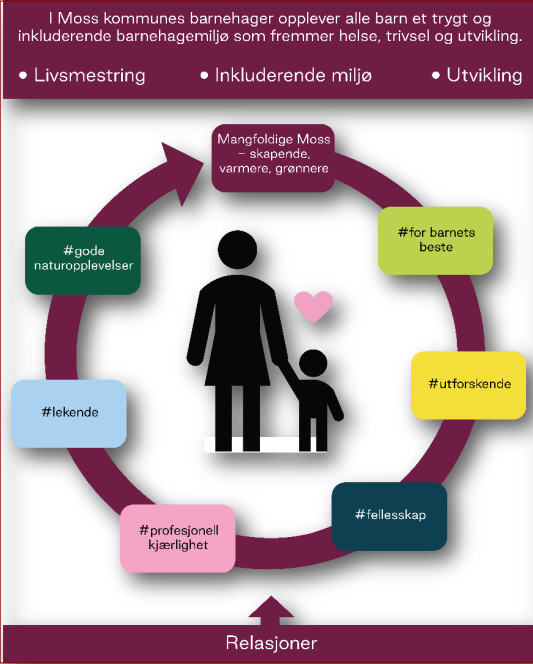 I Moss kommunes barnehager opplever alle barn et trygt og
inkluderende barnehagemiljø som fremmer helse, trivsel og utvikling.
• Livsmestring • Inkluderende miljø • Utvikling
Mangfoldige Moss
– skapende,
varmere, grønnere
#for barnets
beste
#utforskende
#fellesskap
#profesjonell
kjærlighet
#lekende
#gode
naturopplevelser
Relasjoner